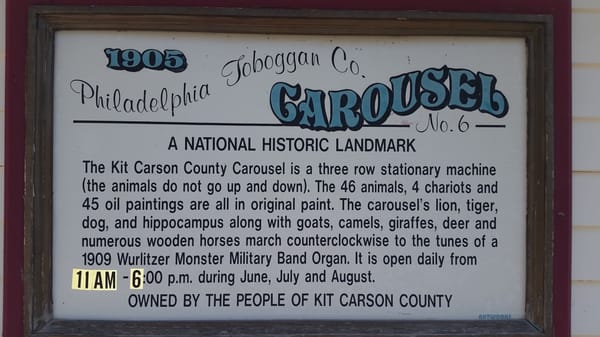 1905
Philadelphia Toboggan Co.
CAROUSEL
No. 6
A NATIONAL HISTORIC LANDMARK
The Kit Carson County Carousel is a three row stationary machine
(the animals do not go up and down). The 46 animals, 4 chariots and
45 oil paintings are all in original paint. The carousel's lion, tiger,
dog, and hippocampus along with goats, camels, giraffes, deer and
numerous wooden horses march counterclockwise to the tunes of a
1909 Wurlitzer Monster Military Band Organ. It is open daily from
11 AM - 6:00 p.m. during June, July and August.
OWNED BY THE PEOPLE OF KIT CARSON COUNTY